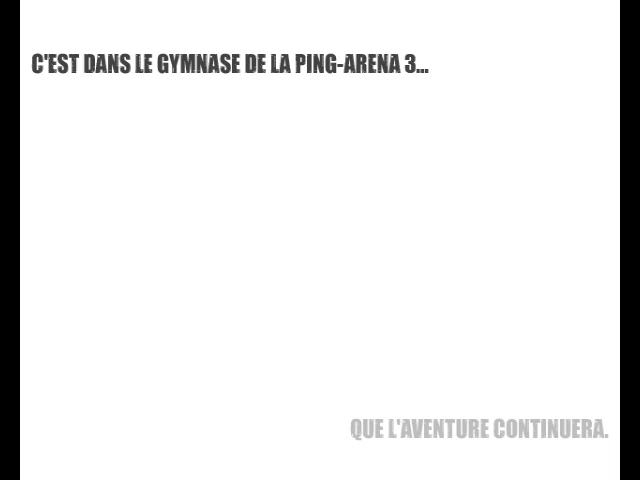 C'EST DANS LE GYMNASE DE LA PING-ARENA 3...
QUE L'AVENTURE CONTINUERA.